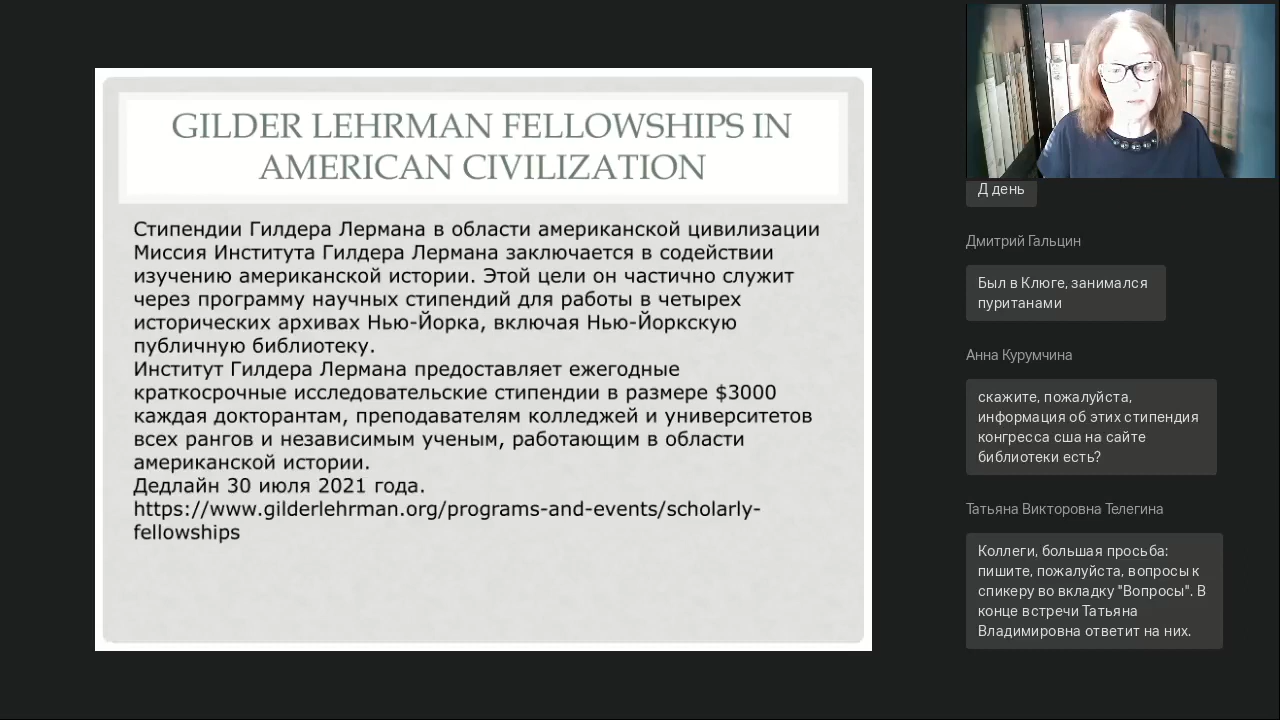 GILDER LEHRMAN FELLOWSHIPS IN
AMERICAN CIVILIZATION
Стипендии Гилдера Лермана в области американской цивилизации
Миссия Института Гилдера Лермана заключается в содействии
изучению американской истории. Этой цели он частично служит
через программу научных стипендий для работы в четырех
исторических архивах Нью-Йорка, включая Нью-Йоркскую
публичную библиотеку.
Институт Гилдера Лермана предоставляет ежегодные
краткосрочные исследовательские стипендии в размере $3000
каждая докторантам, преподавателям колледжей и университетов
всех рангов и независимым ученым, работающим в области
американской истории.
Дедлайн 30 июля 2021 года.
https://www.gilderlehrman.org/programs-and-events/scholarly-
fellowships
Д день
Дмитрий Гальцин
Был в Клюге, занимался
пуританами
Анна Курумчина
скажите, пожалуйста,
информация об этих стипендия
конгресса сша на сайте
библиотеки есть?
Татьяна Викторовна Телегина
Коллеги, большая просьба:
пишите, пожалуйста, вопросы к
спикеру во вкладку "Вопросы". В
конце встречи Татьяна
Владимировна ответит на них.